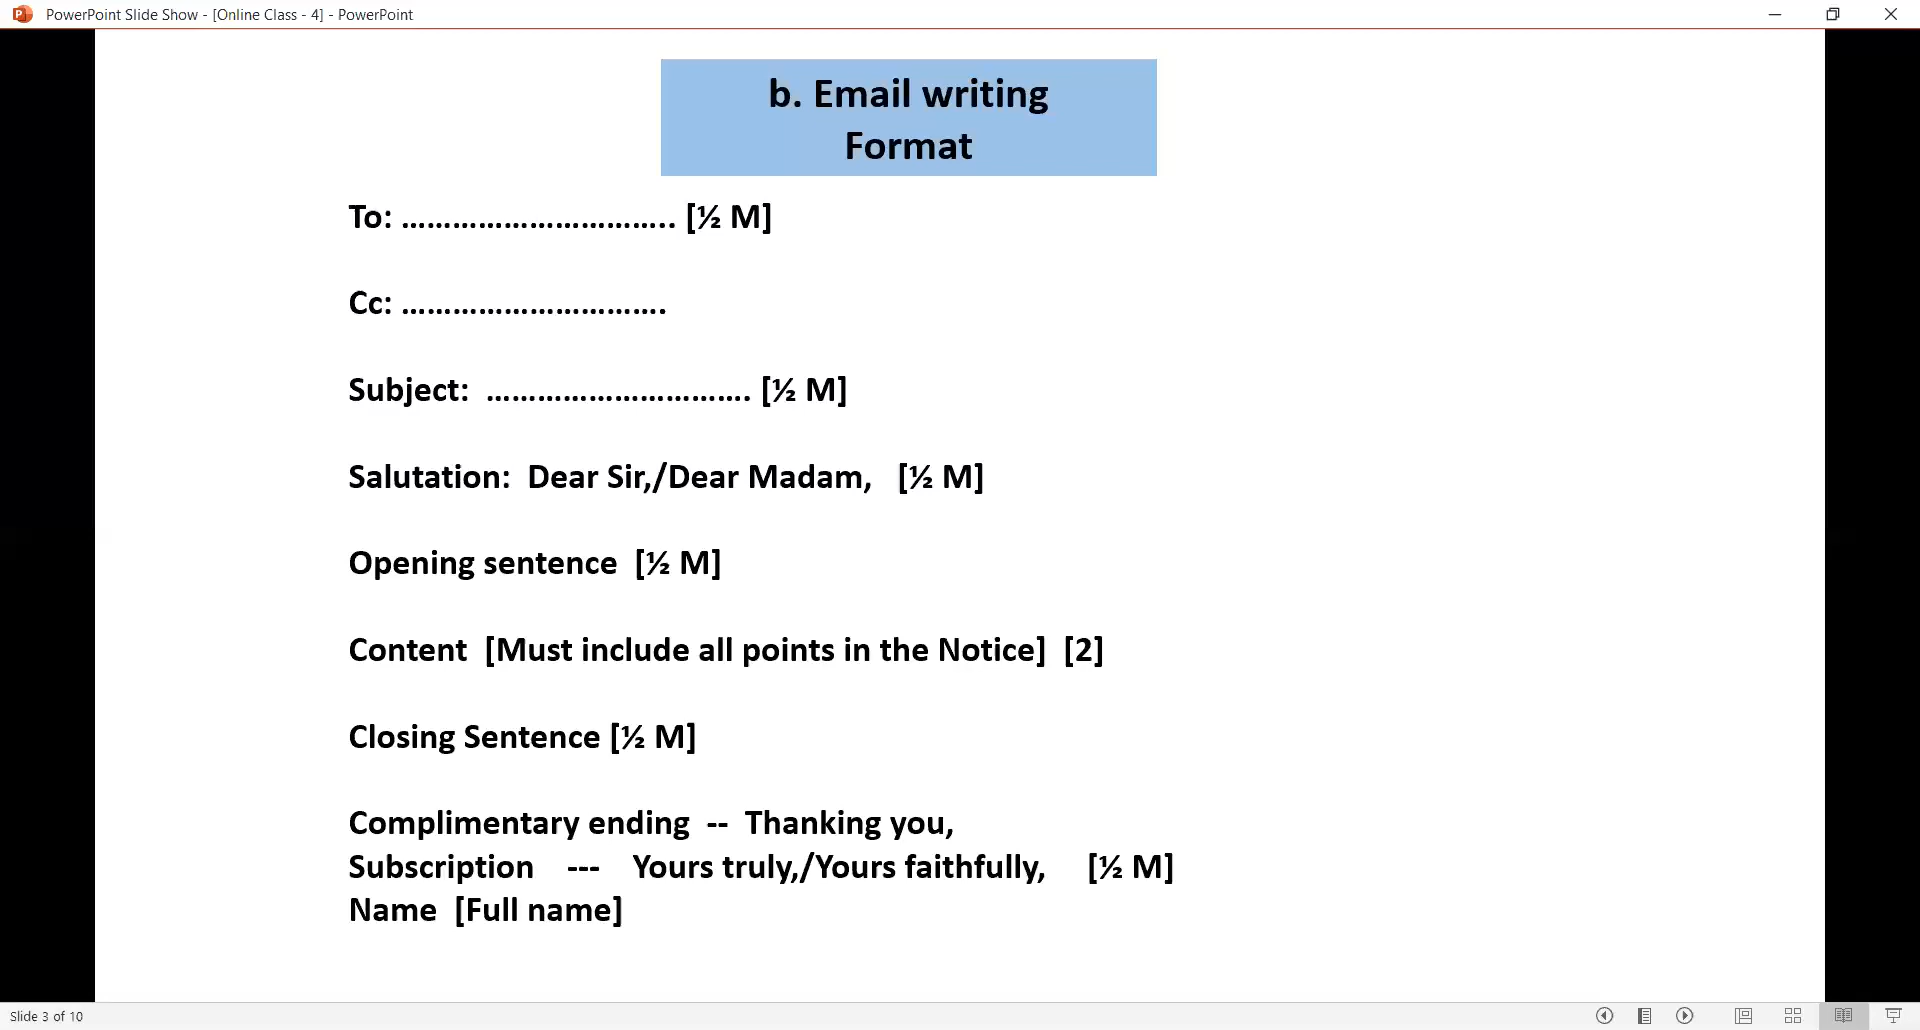 PowerPoint Slide Show - [Online Class - 4] - PowerPoint
b. Email writing
Format
To: ………………………….. [½ M]
Cc: ………………………….
Subject: …………………………. [½ M]
Salutation: Dear Sir,/Dear Madam, [½ M]
Opening sentence [½ M]
Content [Must include all points in the Notice] [2]
Closing Sentence [½ M]
Complimentary ending -- Thanking you,
Subscription --- Yours truly,/Yours faithfully, [½ M]
Name [Full name]
Slide 3 of 10